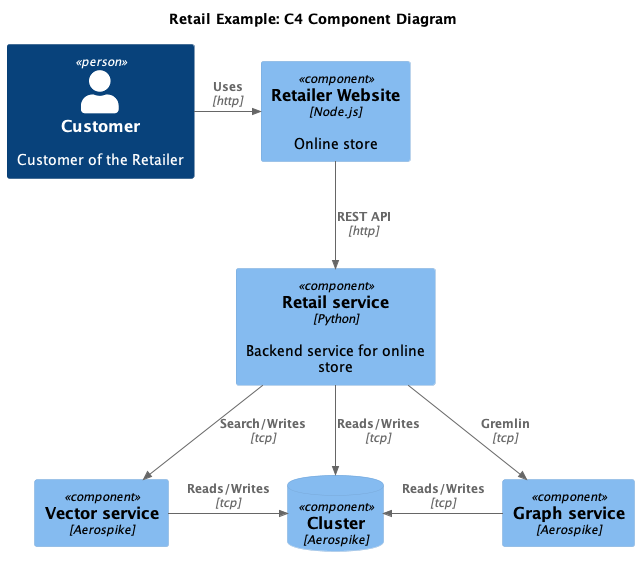 Retail Example: C4 Component Diagram
«person»
Customer
Customer of the Retailer
Uses
[http]
«component»
Retailer Website
[Node.js]
Online store
REST API
[http]
«component»
Retail service
[Python]
Backend service for online
store
Search/Writes
[tcp]
Reads/Writes
[tcp]
Gremlin
[tcp]
«component»
Vector service
[Aerospike]
Reads/Writes
[tcp]
«component»
Cluster
[Aerospike]
Reads/Writes
[tcp]
«component»
Graph service
[Aerospike]